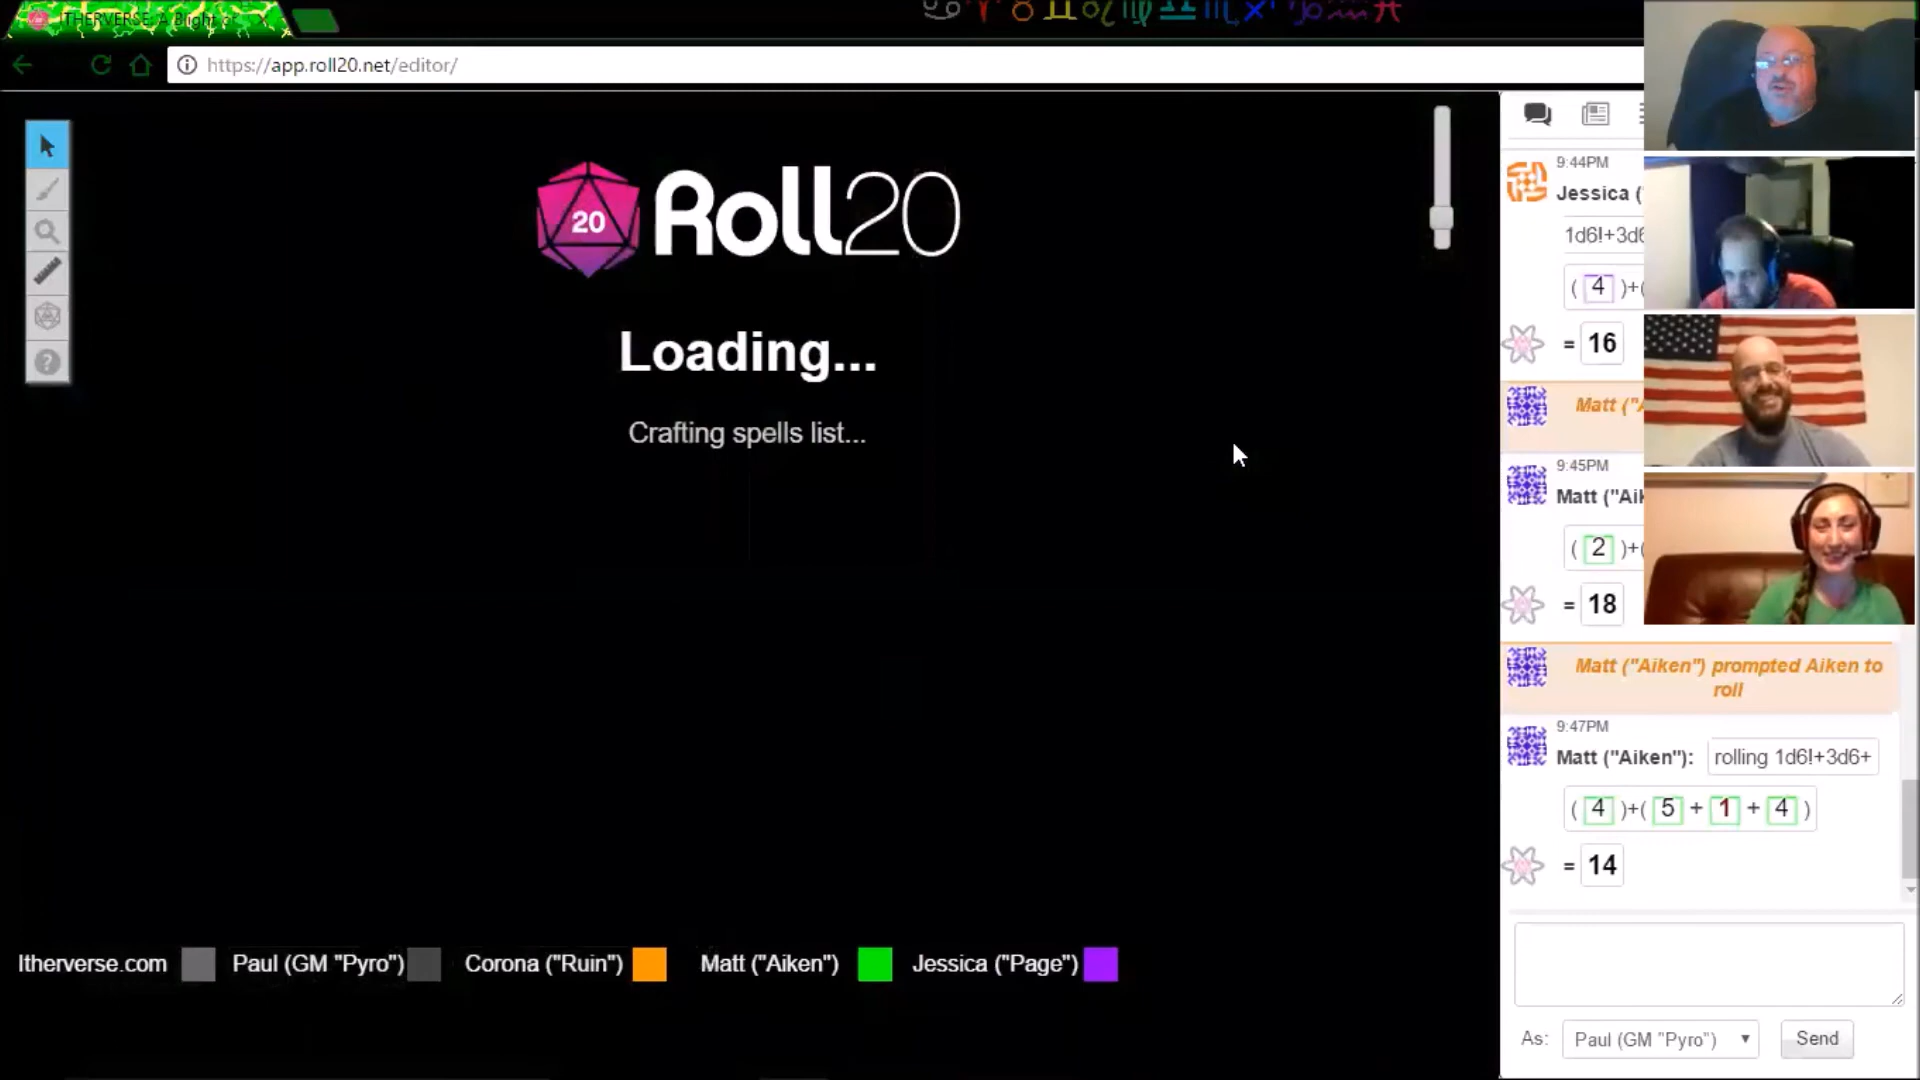 ITHERVERSE: A Blight of
https://app.roll20.net/editor/
20
Roll20
Loading...
Crafting spells list...
9:44PM
Jessica ("
1d6!+3d6
( 4 )+(
= 16
Matt ("A
9:45PM
Matt ("Aik
( 2 )+(
= 18
Matt ("Aiken") prompted Aiken to
roll
9:47PM
Matt ("Aiken"): rolling 1d6!+3d6+
( 4 )+( 5 + 1 + 4 )
= 14
Itherverse.com Paul (GM "Pyro") Corona ("Ruin") Matt ("Aiken") Jessica ("Page")
As: Paul (GM "Pyro") Send